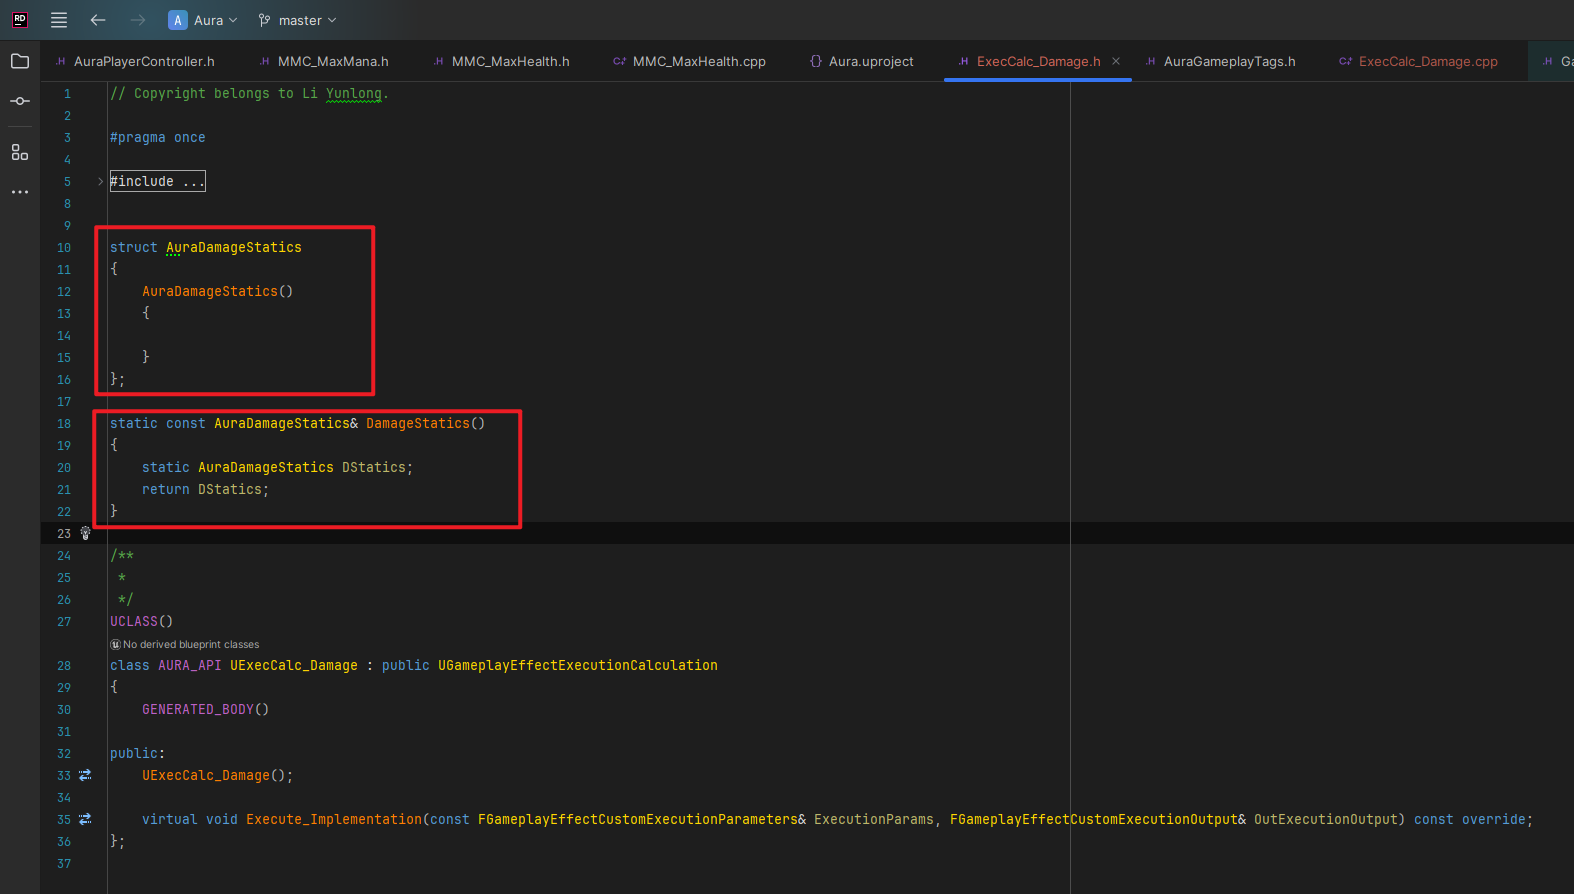 RD
A Aura master
AuraPlayerController.h MMC_MaxMana.h MMC_MaxHealth.h MMC_MaxHealth.cpp Aura.uproject ExecCalc_Damage.h AuraGameplayTags.h ExecCalc_Damage.cpp
1 // Copyright belongs to Li Yunlong.
2
3 #pragma once
4
5 #include ...
8
9
10 struct AuraDamageStatics
11 {
12 AuraDamageStatics()
13 {
14
15 }
16 };
17
18 static const AuraDamageStatics& DamageStatics()
19 {
20 static AuraDamageStatics DStatics;
21 return DStatics;
22 }
23
24 /**
25 *
26 */
27 UCLASS()
No derived blueprint classes
28 class AURA_API UExecCalc_Damage : public UGameplayEffectExecutionCalculation
29 {
30 GENERATED_BODY()
31
32 public:
33 UExecCalc_Damage();
34
35 virtual void Execute_Implementation(const FGameplayEffectCustomExecutionParameters& ExecutionParams, FGameplayEffectCustomExecutionOutput& OutExecutionOutput) const override;
36 };
37